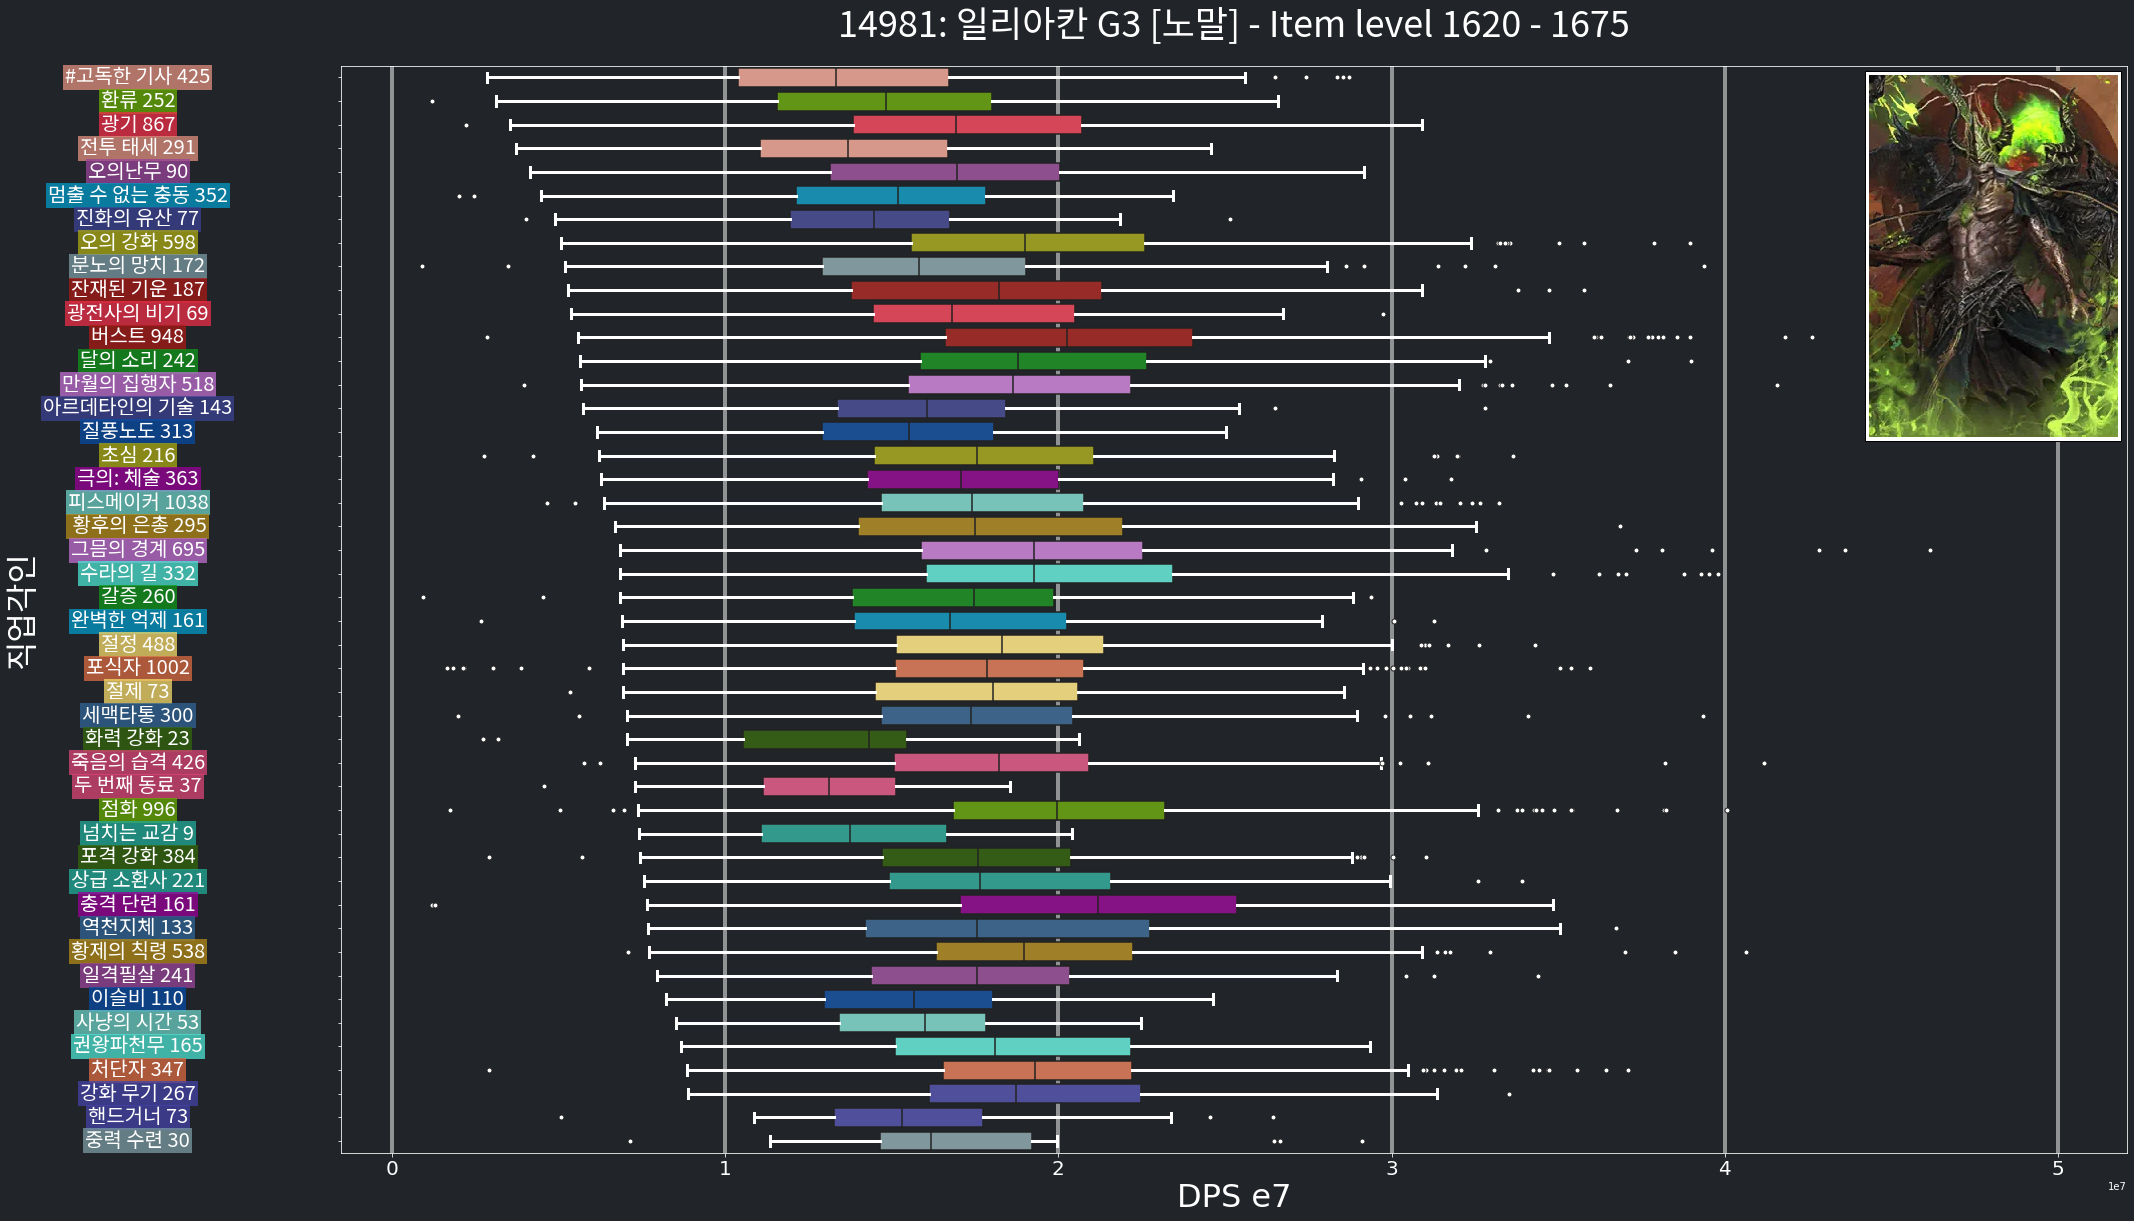 14981: 일리아칸 G3 [노말] - Item level 1620 - 1675
#고독한 기사 425
환류 252
광기 867
전투 태세 291
오의난무 90
멈출 수 없는 충동 352
진화의 유산 77
오의 강화 598
분노의 망치 172
잔재된 기운 187
광전사의 비기 69
버스트 948
달의 소리 242
만월의 집행자 518
아르데타인의 기술 143
질풍노도 313
초심 216
극의: 체술 363
피스메이커 1038
황후의 은총 295
그믐의 경계 695
수라의 길 332
갈증 260
완벽한 억제 161
절정 488
포식자 1002
절제 73
세맥타통 300
화력 강화 23
죽음의 습격 426
두 번째 동료 37
점화 996
넘치는 교감 9
포격 강화 384
상급 소환사 221
충격 단련 161
역천지체 133
황제의 칙령 538
일격필살 241
이슬비 110
사냥의 시간 53
권왕파천무 165
처단자 347
강화 무기 267
핸드거너 73
중력 수련 30
직업각인
0 1 2 3 4 5
DPS e7
1e7